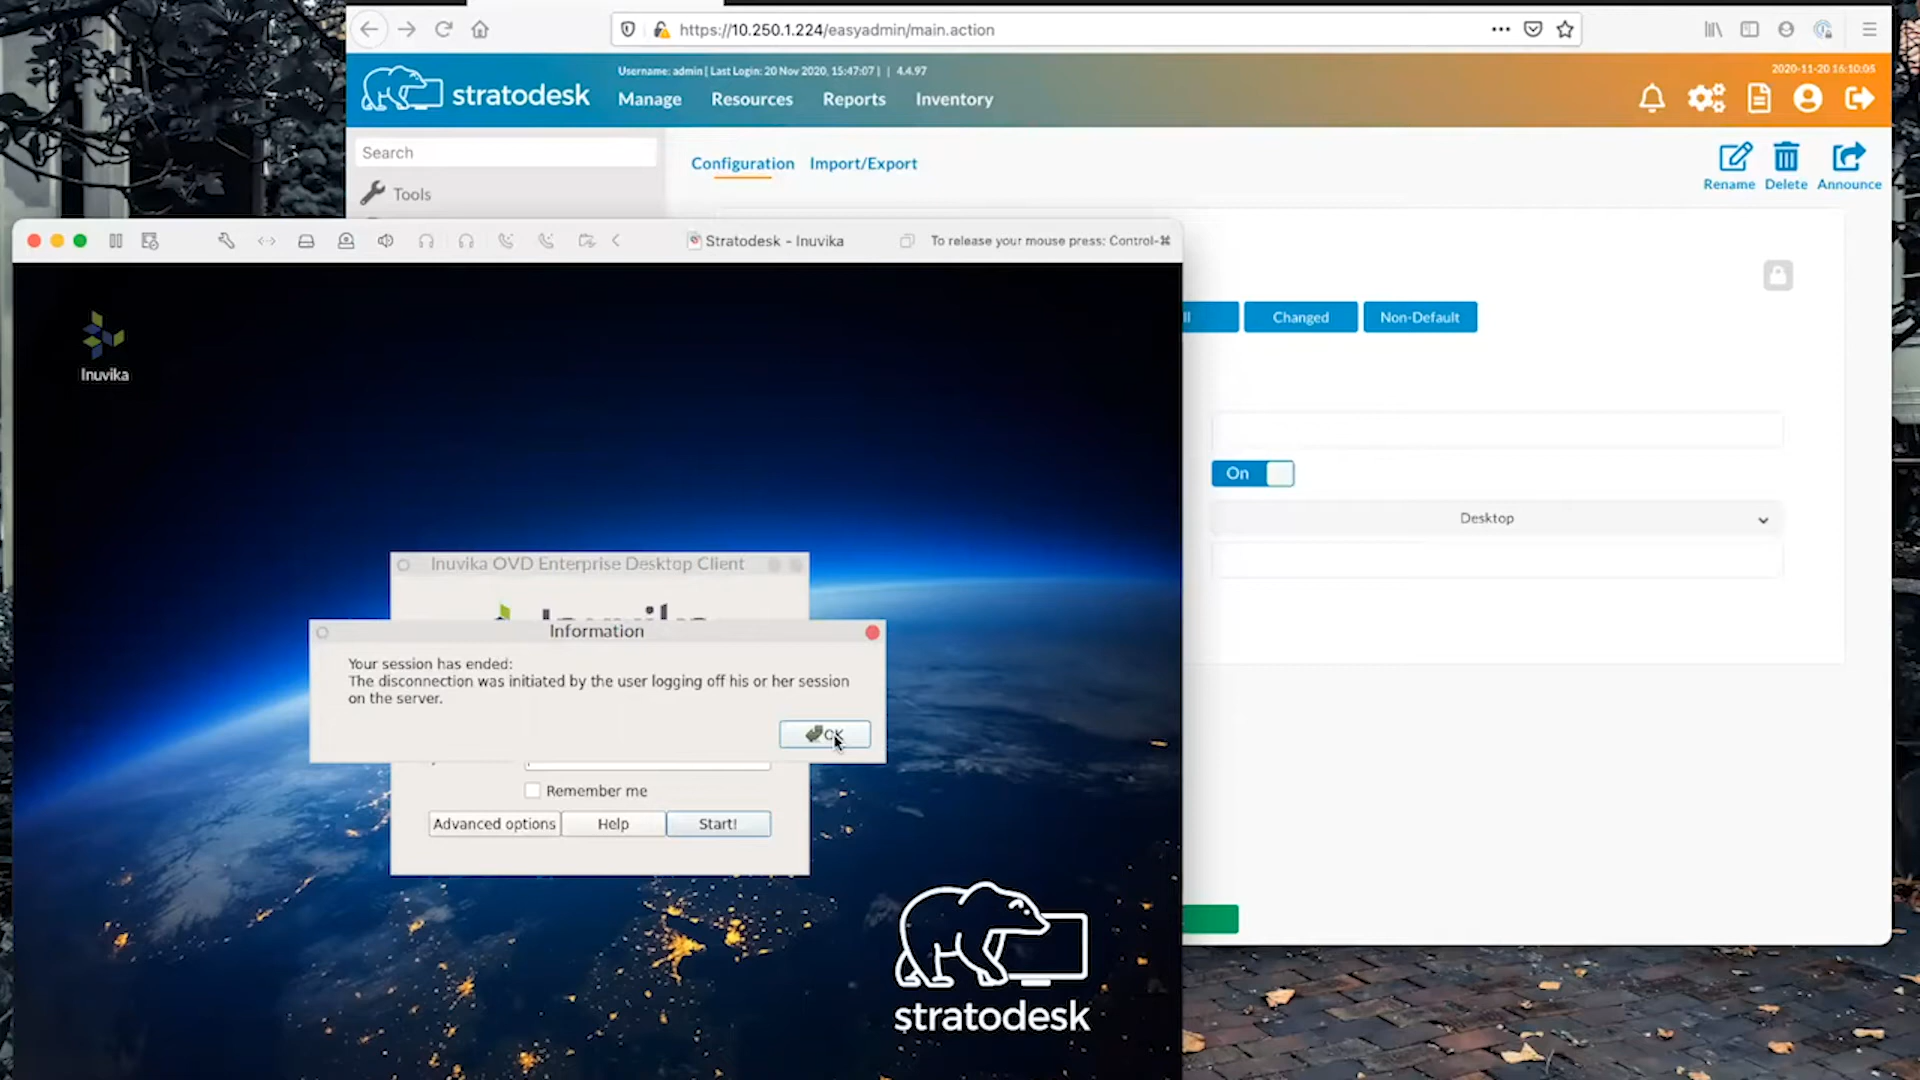 https://10.250.1.224/easyadmin/main.action
stratodesk
Username: admin | Last Login: 20 Nov 2020, 15:47:07 | | 4.4.97
2020-11-20 16:10:05
Manage Resources Reports Inventory
Search
Tools
Configuration Import/Export
Rename Delete Announce
Stratodesk - Inuvika
To release your mouse press: Control-⌘
Changed
Non-Default
On
Desktop
Inuvika
Inuvika OVD Enterprise Desktop Client
Information
Your session has ended:
The disconnection was initiated by the user logging off his or her session
on the server.
OK
Remember me
Advanced options Help Start!
stratodesk